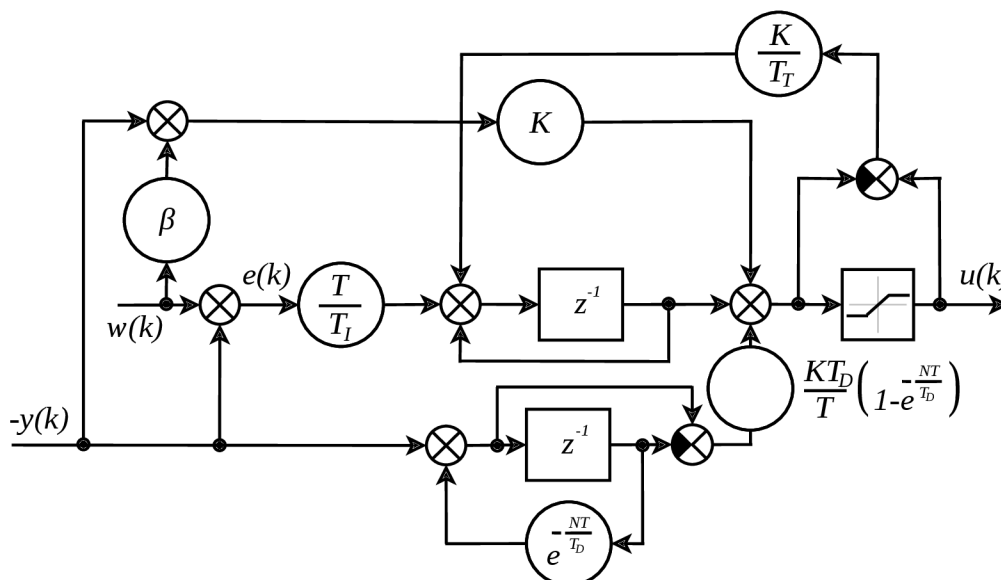 K
T_T
K
β
e(k)
T
T_I
z⁻¹
u(k)
w(k)
KT_D
T
(1-e^{-NT/T_D})
-y(k)
z⁻¹
e^{-NT/T_D}